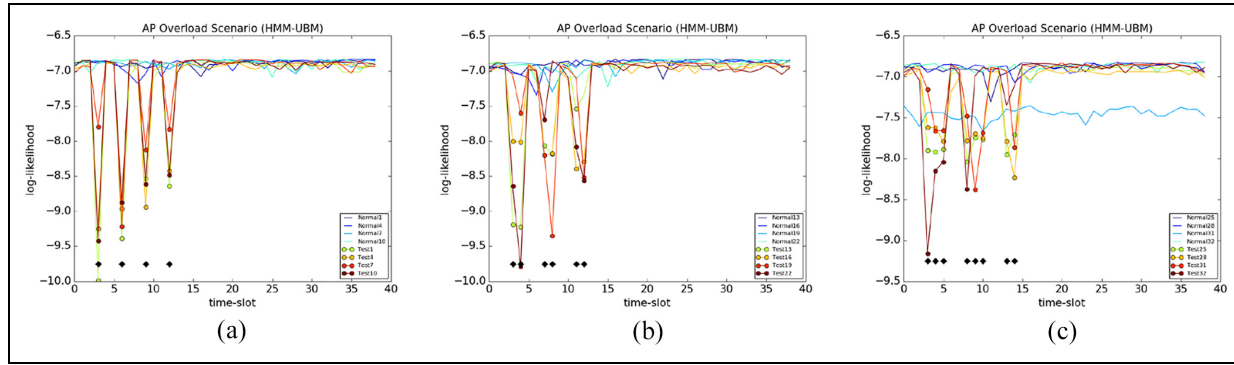 AP Overload Scenario (HMM-UBM)
−6.5
−7.0
−7.5
−8.0
−8.5
−9.0
−9.5
−10.0
log-likelihood
0 5 10 15 20 25 30 35 40
time-slot
Normal1
Normal4
Normal7
Normal10
Test1
Test4
Test7
Test10
(a)
AP Overload Scenario (HMM-UBM)
−6.5
−7.0
−7.5
−8.0
−8.5
−9.0
−9.5
−10.0
log-likelihood
0 5 10 15 20 25 30 35 40
time-slot
Normal13
Normal16
Normal19
Normal22
Test13
Test16
Test19
Test22
(b)
AP Overload Scenario (HMM-UBM)
−6.5
−7.0
−7.5
−8.0
−8.5
−9.0
−9.5
log-likelihood
0 5 10 15 20 25 30 35 40
time-slot
Normal25
Normal28
Normal31
Normal32
Test25
Test28
Test31
Test32
(c)